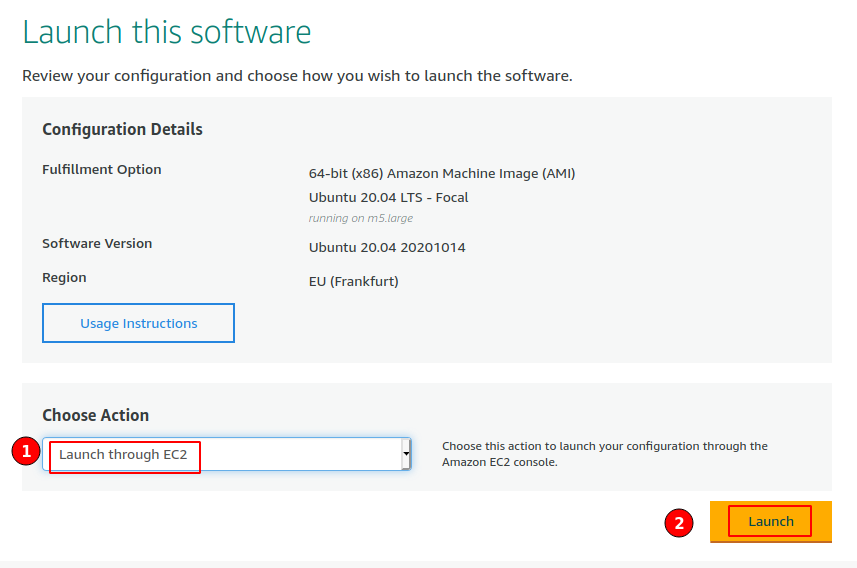 Launch this software
Review your configuration and choose how you wish to launch the software.
Configuration Details
Fulfillment Option
64-bit (x86) Amazon Machine Image (AMI)
Ubuntu 20.04 LTS - Focal
running on m5.large
Software Version
Ubuntu 20.04 20201014
Region
EU (Frankfurt)
Usage Instructions
Choose Action
1
Launch through EC2
Choose this action to launch your configuration through the
Amazon EC2 console.
2
Launch